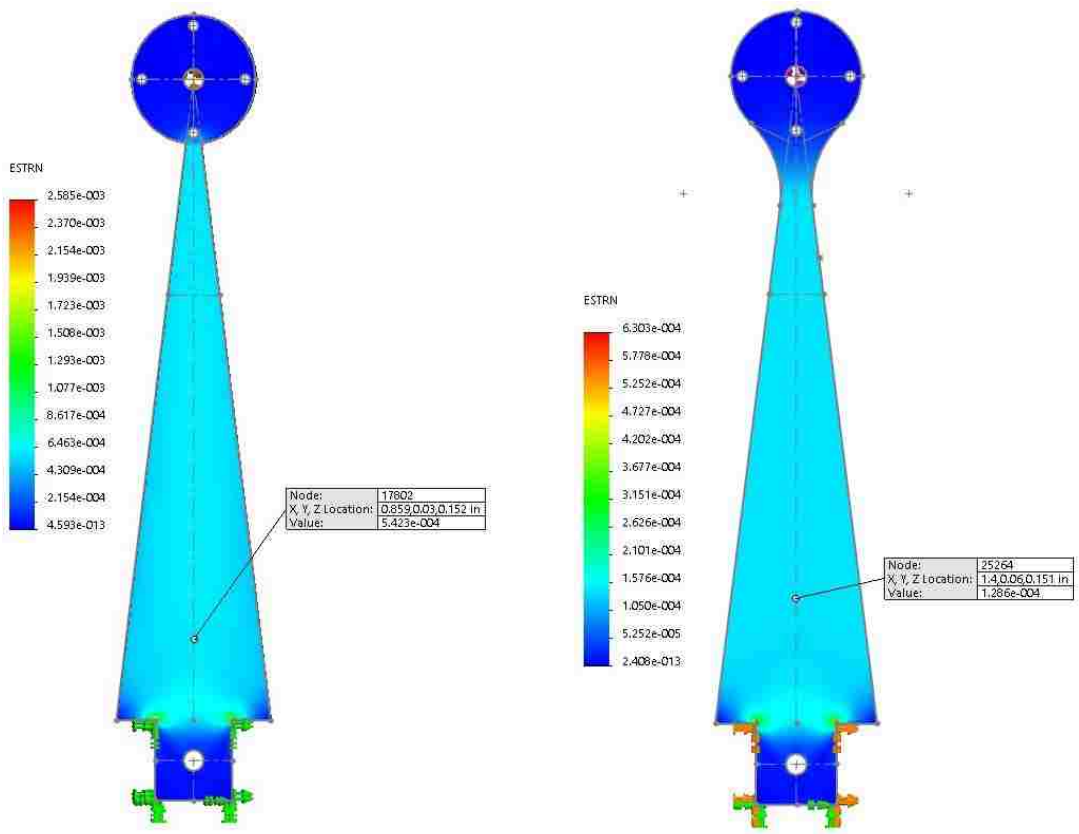 ESTRN
2.585e-003
2.370e-003
2.154e-003
1.939e-003
1.723e-003
1.508e-003
1.293e-003
1.077e-003
8.617e-004
6.463e-004
4.309e-004
2.154e-004
4.593e-013
Node: 17802
X, Y, Z Location: 0.859,0.03,0.152 in
Value: 5.423e-004
ESTRN
6.303e-004
5.778e-004
5.252e-004
4.727e-004
4.202e-004
3.677e-004
3.151e-004
2.626e-004
2.101e-004
1.576e-004
1.050e-004
5.252e-005
2.408e-013
Node: 25264
X, Y, Z Location: 1.4,0.06,0.151 in
Value: 1.286e-004